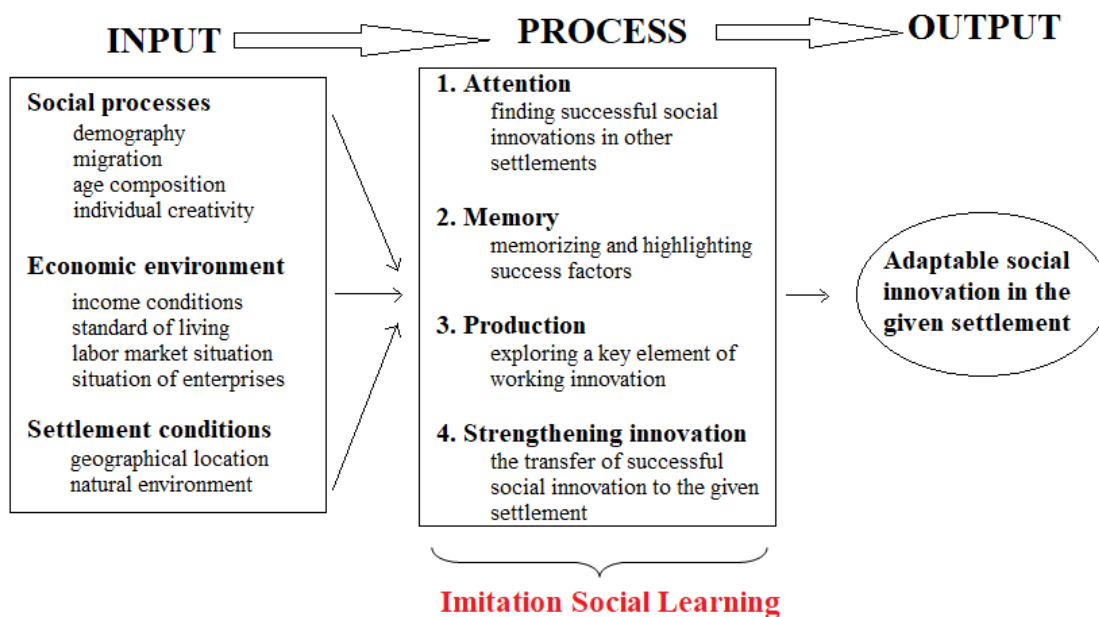 INPUT
PROCESS
OUTPUT
Social processes
demography
migration
age composition
individual creativity
Economic environment
income conditions
standard of living
labor market situation
situation of enterprises
Settlement conditions
geographical location
natural environment
1. Attention
finding successful social
innovations in other
settlements
2. Memory
memorizing and highlighting
success factors
3. Production
exploring a key element of
working innovation
4. Strengthening innovation
the transfer of successful
social innovation to the given
settlement
Imitation Social Learning
Adaptable social
innovation in the
given settlement